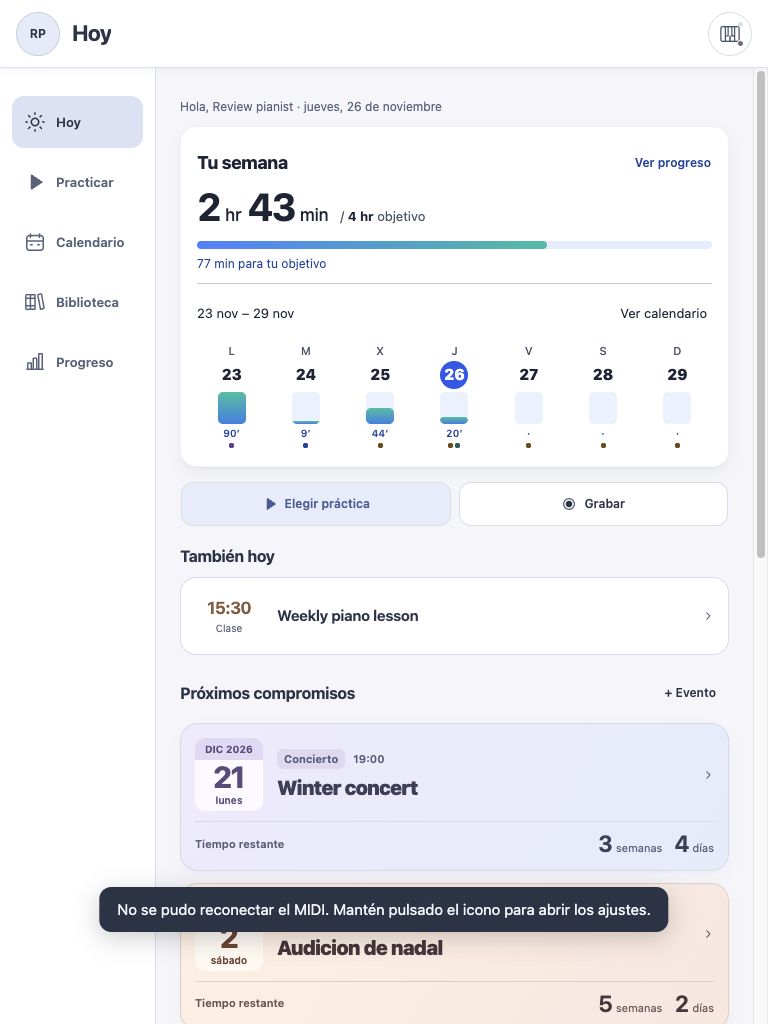 RP
Hoy
Hoy
Practicar
Calendario
Biblioteca
Progreso
Hola, Review pianist · jueves, 26 de noviembre
Tu semana
Ver progreso
2 hr 43 min / 4 hr objetivo
77 min para tu objetivo
23 nov – 29 nov
Ver calendario
L M X J V S D
23 24 25 26 27 28 29
90′ 9′ 44′ 20′ · · ·
Elegir práctica
Grabar
También hoy
15:30
Clase
Weekly piano lesson
Próximos compromisos
+ Evento
DIC 2026
21
lunes
Concierto 19:00
Winter concert
Tiempo restante
3 semanas 4 días
No se pudo reconectar el MIDI. Mantén pulsado el icono para abrir los ajustes.
2
sábado
Audicion de nadal
Tiempo restante
5 semanas 2 días